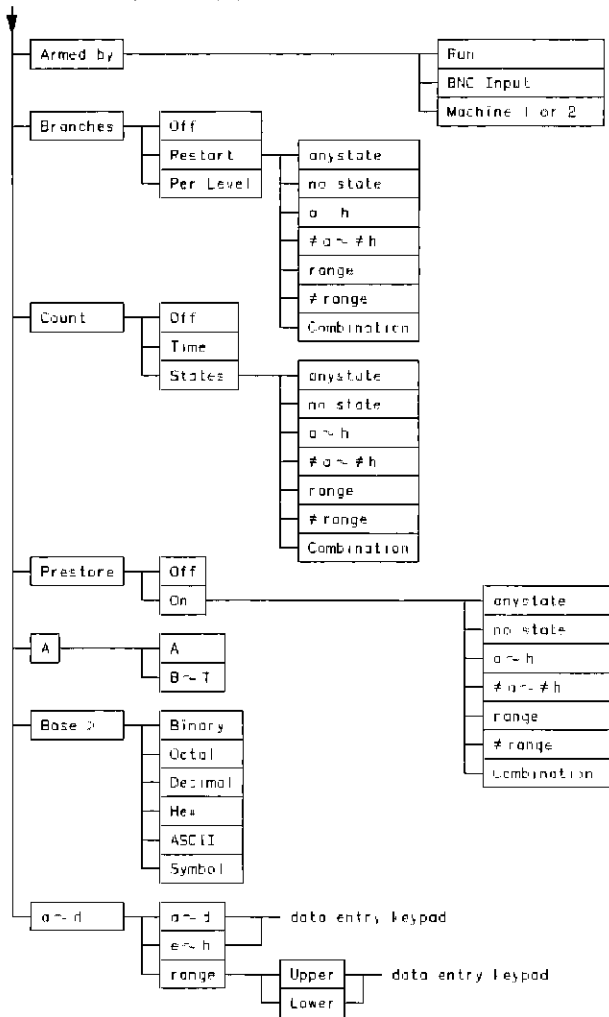 Armed by
Run
BNC Input
Machine 1 or 2
Branches
Off
Restart
Per Level
anystate
no state
a ~ h
≠ a ~ ≠ h
range
≠ range
Combination
Count
Off
Time
States
anystate
no state
a ~ h
≠ a ~ ≠ h
range
≠ range
Combination
Prestore
Off
On
anystate
no state
a ~ h
≠ a ~ ≠ h
range
≠ range
Combination
A
A
B ~ T
Base >
Binary
Octal
Decimal
Hex
ASCII
Symbol
a ~ d
a ~ d
e ~ h
range
data entry keypad
Upper
Lower
data entry keypad